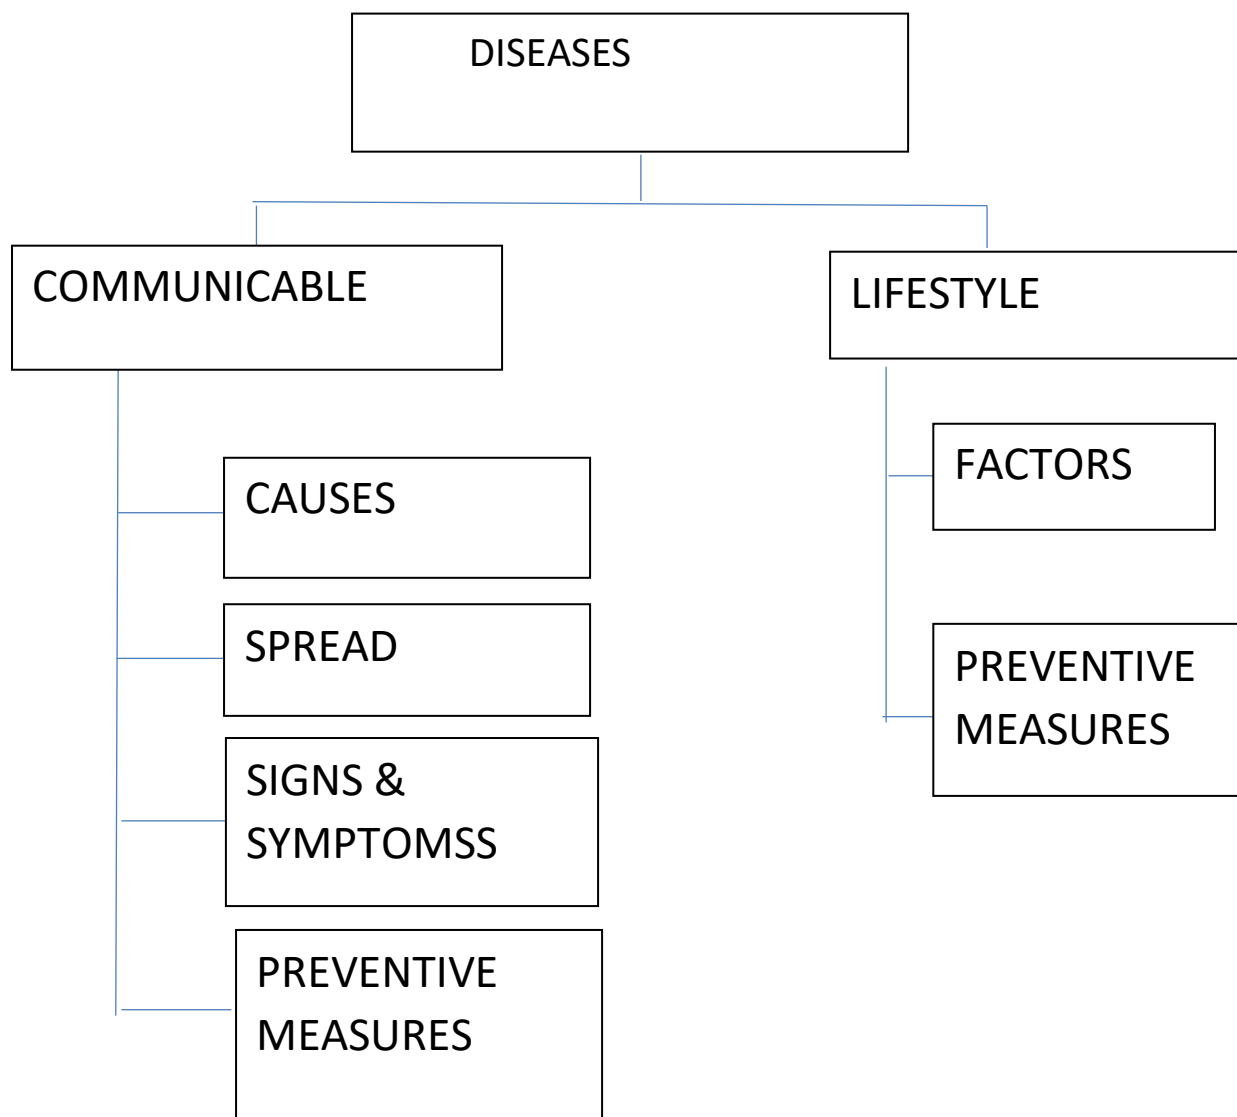 DISEASES
COMMUNICABLE
LIFESTYLE
CAUSES
SPREAD
SIGNS &
SYMPTOMSS
PREVENTIVE
MEASURES
FACTORS
PREVENTIVE
MEASURES